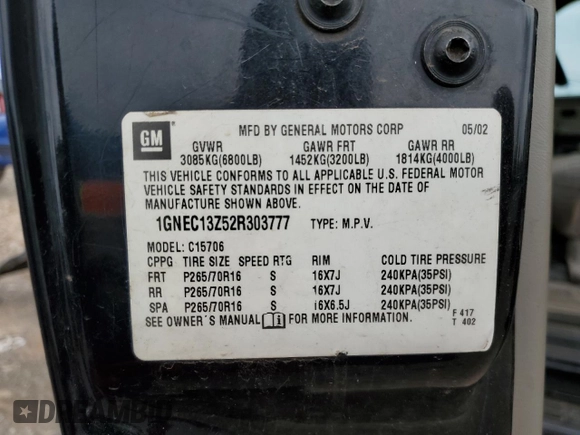 GM
MFD BY GENERAL MOTORS CORP 05/02
GVWR GAWR FRT GAWR RR
3085KG(6800LB) 1452KG(3200LB) 1814KG(4000LB)
THIS VEHICLE CONFORMS TO ALL APPLICABLE U.S. FEDERAL MOTOR
VEHICLE SAFETY STANDARDS IN EFFECT ON THE DATE OF
MANUFACTURE SHOWN ABOVE.
1GNEC13Z52R303777 TYPE: M.P.V.
MODEL: C15706
CPPG TIRE SIZE SPEED RTG RIM COLD TIRE PRESSURE
FRT P265/70R16 S 16X7J 240KPA(35PSI)
RR P265/70R16 S 16X7J 240KPA(35PSI)
SPA P265/70R16 S 16X6.5J 240KPA(35PSI)
SEE OWNER'S MANUAL FOR MORE INFORMATION.
F 417
T 402
DREAMBID